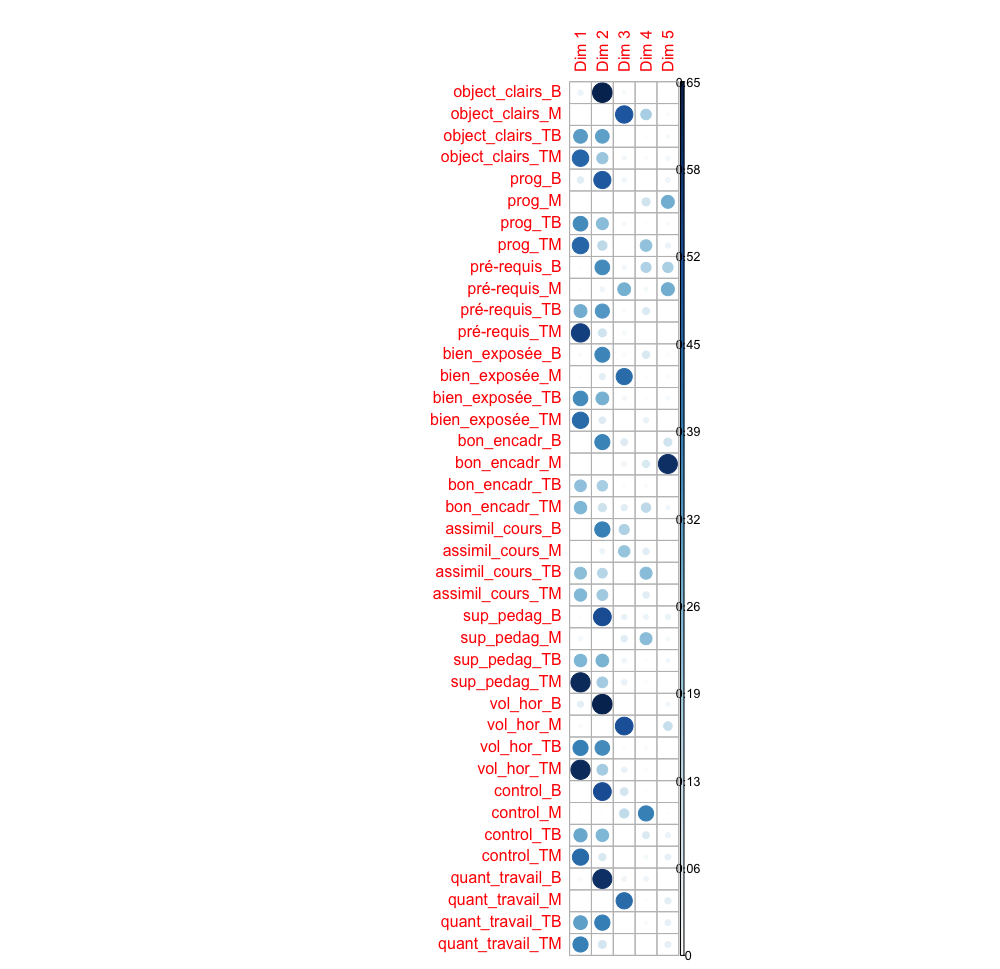 Dim 1 Dim 2 Dim 3 Dim 4 Dim 5
0.65
object_clairs_B
object_clairs_M
object_clairs_TB
object_clairs_TM
0.58
prog_B
prog_M
prog_TB
prog_TM
0.52
pré-requis_B
pré-requis_M
pré-requis_TB
pré-requis_TM
0.45
bien_exposée_B
bien_exposée_M
bien_exposée_TB
bien_exposée_TM
0.39
bon_encadr_B
bon_encadr_M
bon_encadr_TB
bon_encadr_TM
0.32
assimil_cours_B
assimil_cours_M
assimil_cours_TB
assimil_cours_TM
0.26
sup_pedag_B
sup_pedag_M
sup_pedag_TB
sup_pedag_TM
0.19
vol_hor_B
vol_hor_M
vol_hor_TB
vol_hor_TM
0.13
control_B
control_M
control_TB
control_TM
0.06
quant_travail_B
quant_travail_M
quant_travail_TB
quant_travail_TM
0